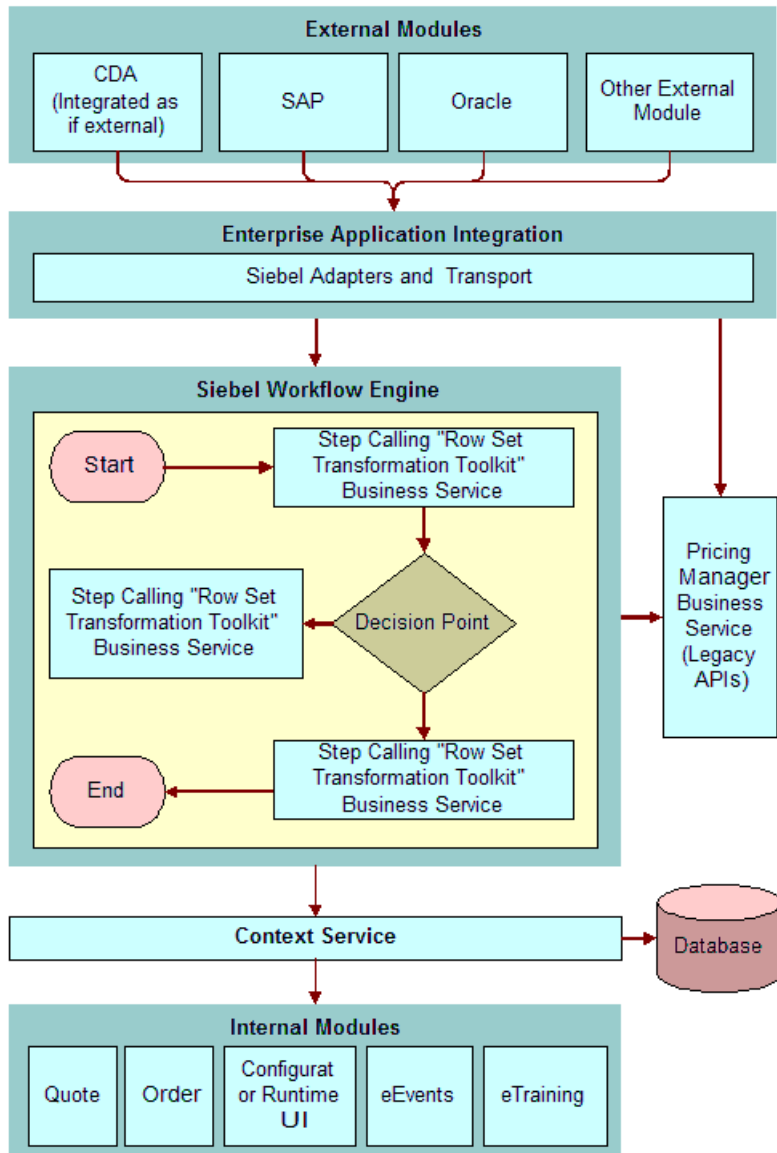 External Modules
CDA
(Integrated as
if external)
SAP
Oracle
Other External
Module
Enterprise Application Integration
Siebel Adapters and Transport
Siebel Workflow Engine
Start
Step Calling "Row Set
Transformation Toolkit"
Business Service
Step Calling "Row Set
Transformation Toolkit"
Business Service
Decision Point
Pricing
Manager
Business
Service
(Legacy
APIs)
End
Step Calling "Row Set
Transformation Toolkit"
Business Service
Context Service
Database
Internal Modules
Quote
Order
Configurat
or Runtime
UI
eEvents
eTraining